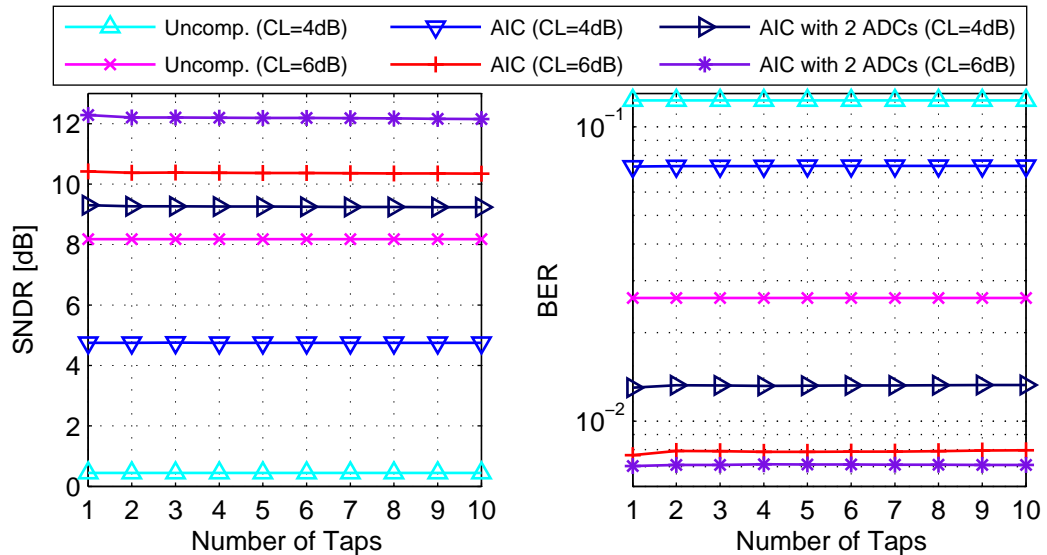 Uncomp. (CL=4dB) AIC (CL=4dB) AIC with 2 ADCs (CL=4dB)
Uncomp. (CL=6dB) AIC (CL=6dB) AIC with 2 ADCs (CL=6dB)
SNDR [dB]
12
10
8
6
4
2
0
1 2 3 4 5 6 7 8 9 10
Number of Taps
BER
10⁻¹
10⁻²
1 2 3 4 5 6 7 8 9 10
Number of Taps